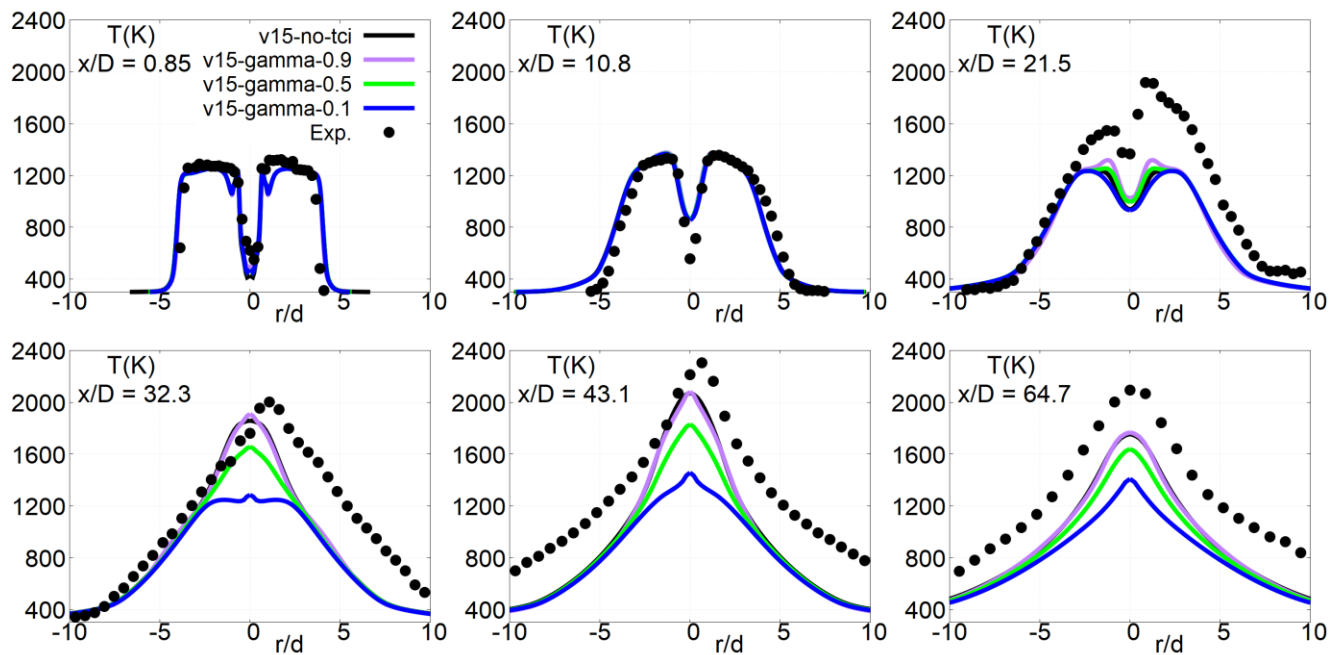 2400
T(K)
x/D = 0.85
v15-no-tci
v15-gamma-0.9
v15-gamma-0.5
v15-gamma-0.1
Exp.
2000
1600
1200
800
400
-10 -5 0 5 10
r/d
2400
T(K)
x/D = 10.8
2000
1600
1200
800
400
-10 -5 0 5 10
r/d
2400
T(K)
x/D = 21.5
2000
1600
1200
800
400
-10 -5 0 5 10
r/d
2400
T(K)
x/D = 32.3
2000
1600
1200
800
400
-10 -5 0 5 10
r/d
2400
T(K)
x/D = 43.1
2000
1600
1200
800
400
-10 -5 0 5 10
r/d
2400
T(K)
x/D = 64.7
2000
1600
1200
800
400
-10 -5 0 5 10
r/d